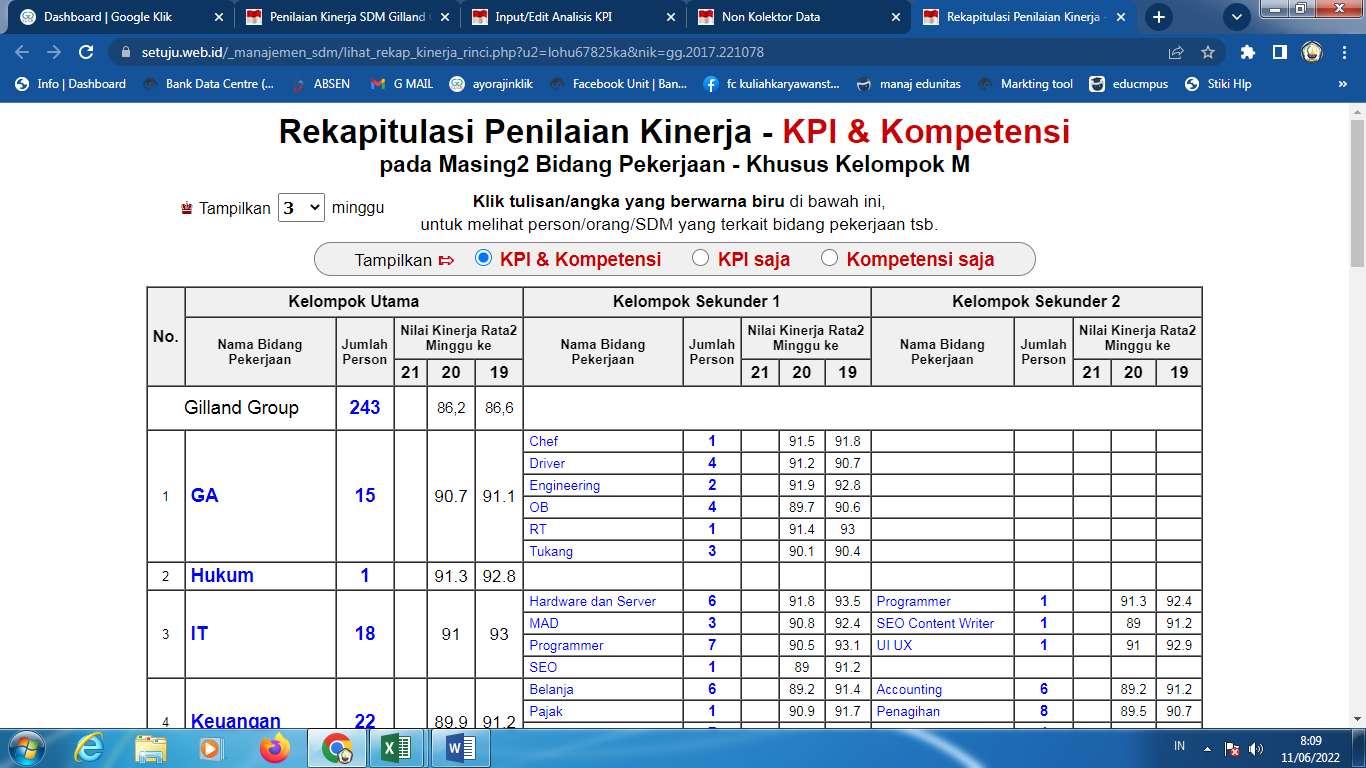 Dashboard | Google Klik
Penilaian Kinerja SDM Gilland
Input/Edit Analisis KPI
Non Kolektor Data
Rekapitulasi Penilaian Kinerja -
setuju.web.id/_manajemen_sdm/lihat_rekap_kinerja_rinci.php?u2=lohu67825ka&nik=gg.2017.221078
Info | Dashboard
Bank Data Centre (...
ABSEN
G MAIL
ayorajinklik
Facebook Unit | Ban...
fc kuliahkaryawanst...
manaj edunitas
Markting tool
educmpus
Stiki Hlp
»
Rekapitulasi Penilaian Kinerja - KPI & Kompetensi
pada Masing2 Bidang Pekerjaan - Khusus Kelompok M
Tampilkan 3 minggu
Klik tulisan/angka yang berwarna biru di bawah ini,
untuk melihat person/orang/SDM yang terkait bidang pekerjaan tsb.
Tampilkan KPI & Kompetensi KPI saja Kompetensi saja
No. Kelompok Utama Kelompok Sekunder 1 Kelompok Sekunder 2
Nama Bidang Pekerjaan Jumlah Person Nilai Kinerja Rata2 Minggu ke Nama Bidang Pekerjaan Jumlah Person Nilai Kinerja Rata2 Minggu ke Nama Bidang Pekerjaan Jumlah Person Nilai Kinerja Rata2 Minggu ke
21 20 19 21 20 19 21 20 19
Gilland Group 243 86,2 86,6
1 GA 15 90.7 91.1
Chef 1 91.5 91.8
Driver 4 91.2 90.7
Engineering 2 91.9 92.8
OB 4 89.7 90.6
RT 1 91.4 93
Tukang 3 90.1 90.4
2 Hukum 1 91.3 92.8
3 IT 18 91 93
Hardware dan Server 6 91.8 93.5 Programmer 1 91.3 92.4
MAD 3 90.8 92.4 SEO Content Writer 1 89 91.2
Programmer 7 90.5 93.1 UI UX 1 91 92.9
SEO 1 89 91.2
4 Keuangan 22 89.9 91.2
Belanja 6 89.2 91.4 Accounting 6 89.2 91.2
Pajak 1 90.9 91.7 Penagihan 8 89.5 90.7
IN
8:09
11/06/2022